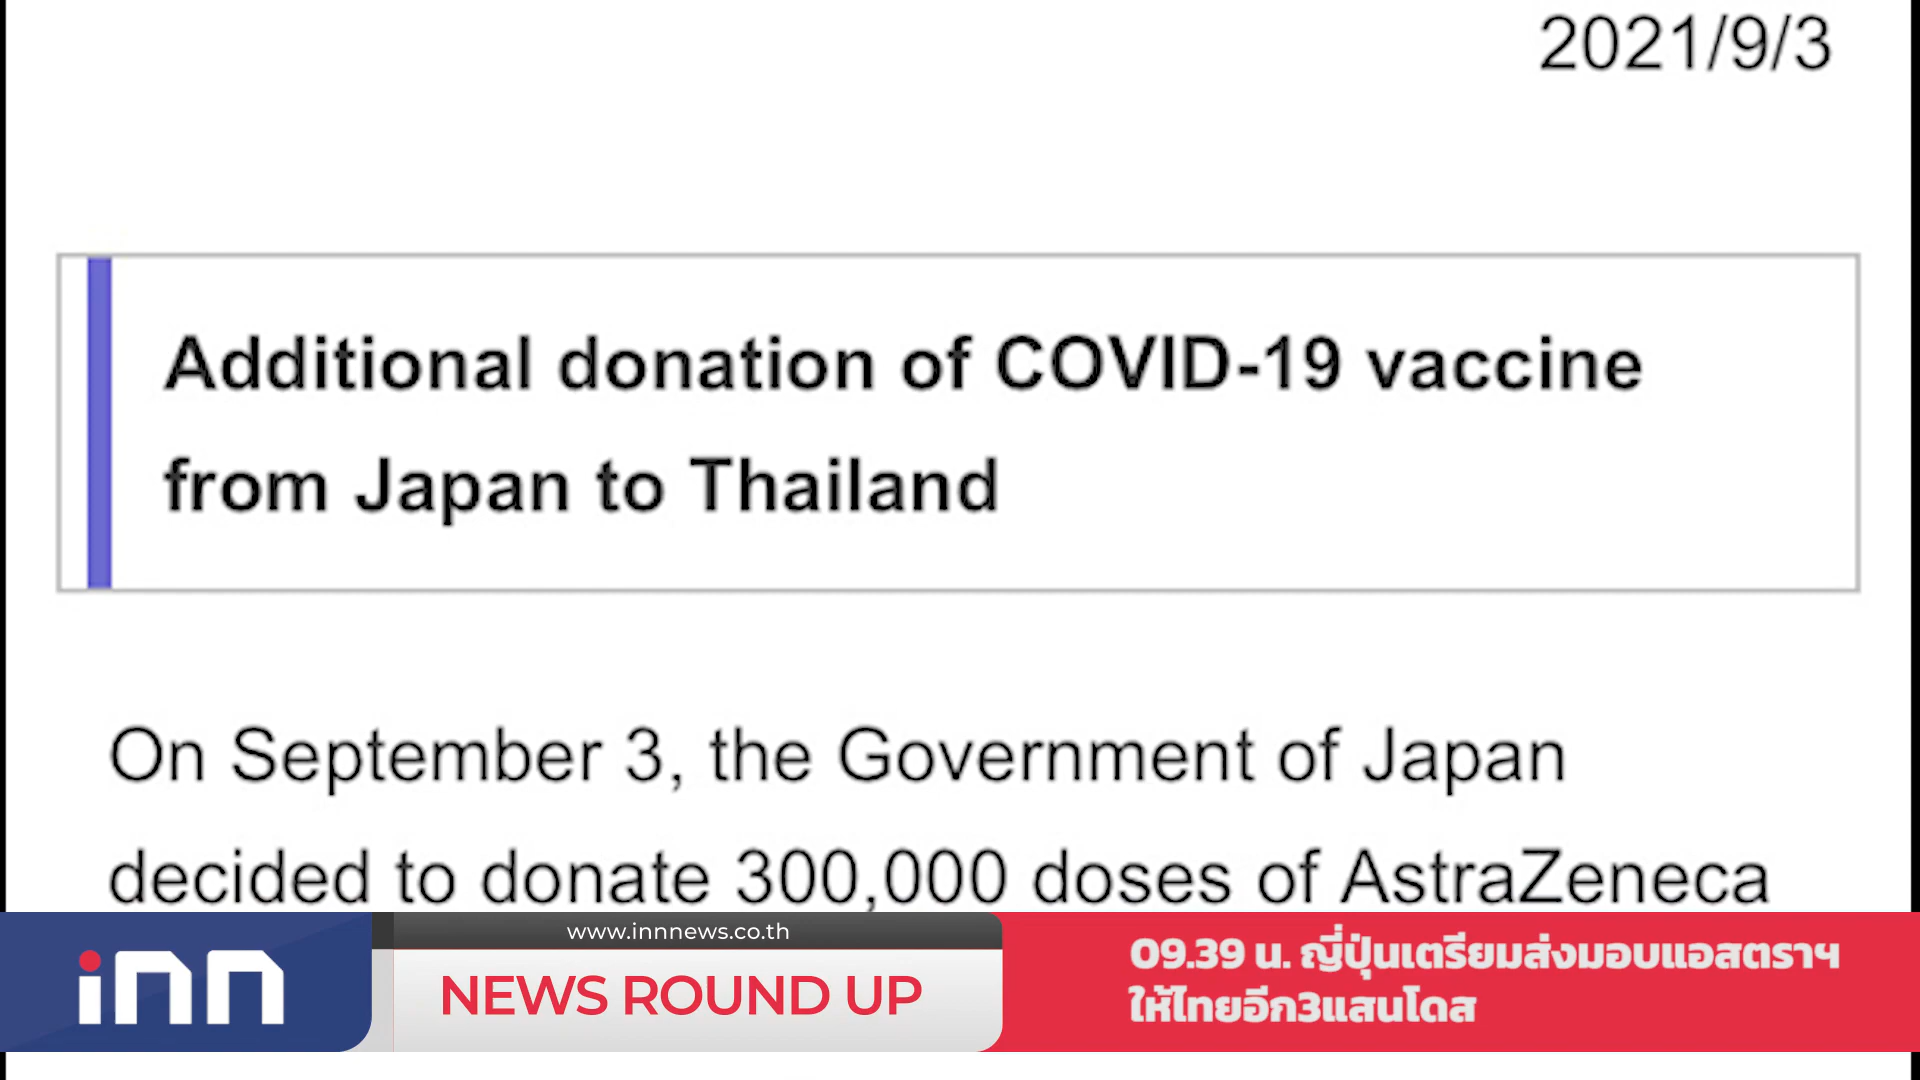 2021/9/3
Additional donation of COVID-19 vaccine
from Japan to Thailand
On September 3, the Government of Japan
decided to donate 300,000 doses of AstraZeneca
inn
www.innnews.co.th
NEWS ROUND UP
09.39 น. ญี่ปุ่นเตรียมส่งมอบแอสตราฯ
ให้ไทยอีก3แสนโดส